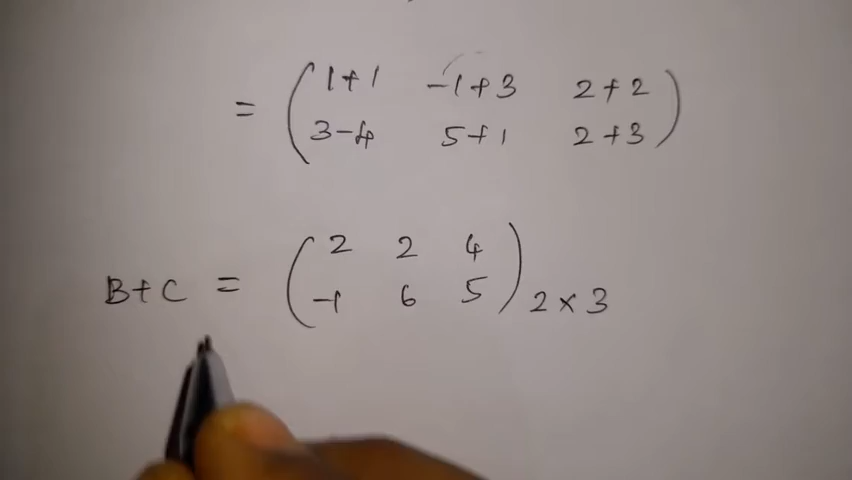 = ( 1+1 -1+3 2+2
3-4 5+1 2+3 )
B+C = ( 2 2 4
-1 6 5 ) 2×3